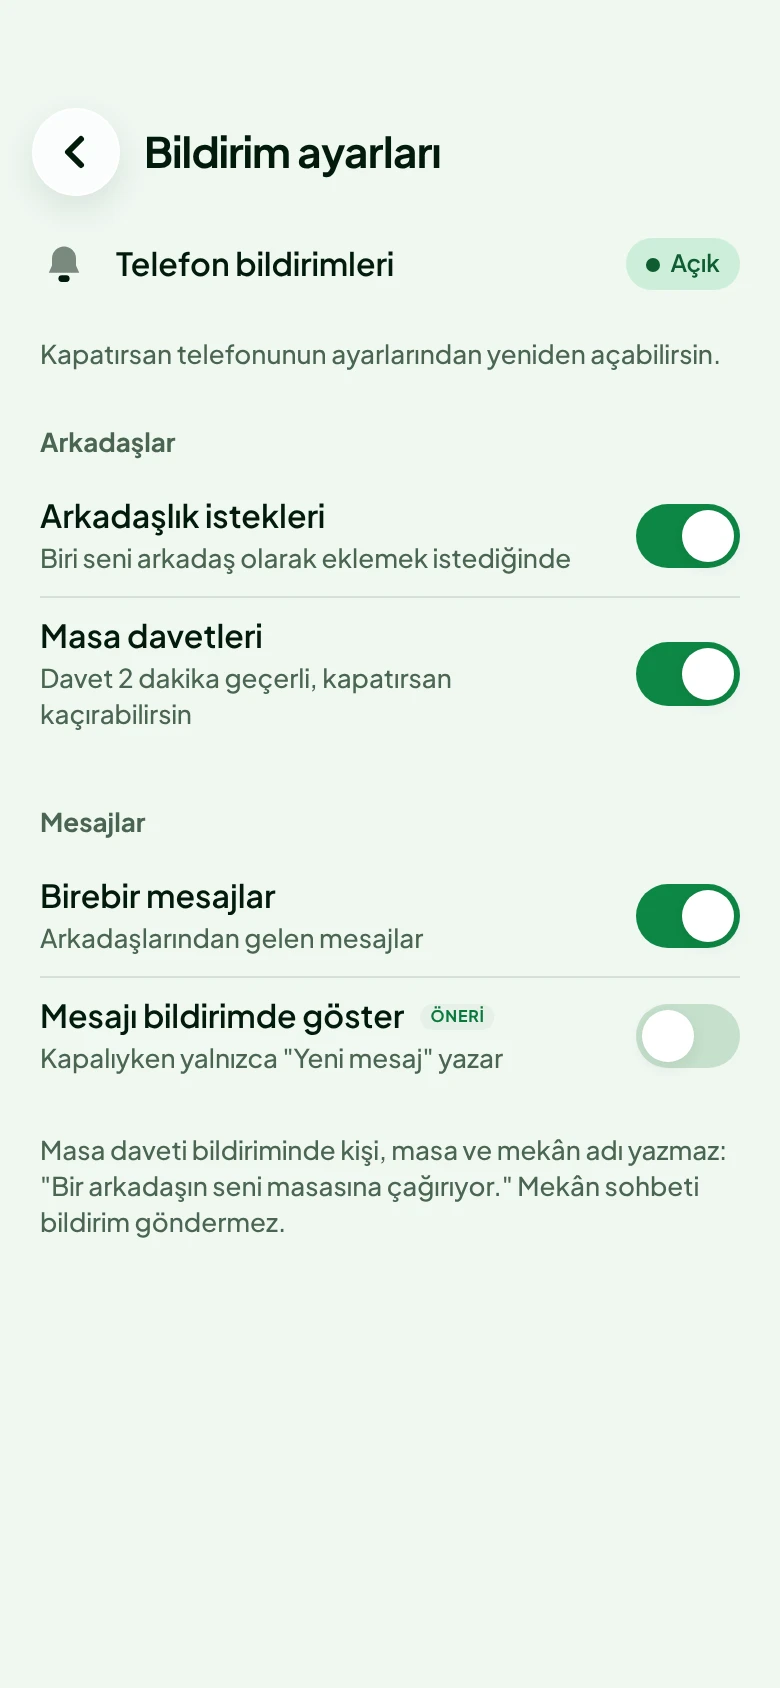 Bildirim ayarları
Telefon bildirimleri
Açık
Kapatırsan telefonunun ayarlarından yeniden açabilirsin.
Arkadaşlar
Arkadaşlık istekleri
Biri seni arkadaş olarak eklemek istediğinde
Masa davetleri
Davet 2 dakika geçerli, kapatırsan
kaçırabilirsin
Mesajlar
Birebir mesajlar
Arkadaşlarından gelen mesajlar
Mesajı bildirimde göster
ÖNERİ
Kapalıyken yalnızca "Yeni mesaj" yazar
Masa daveti bildiriminde kişi, masa ve mekân adı yazmaz:
"Bir arkadaşın seni masasına çağırıyor." Mekân sohbeti
bildirim göndermez.